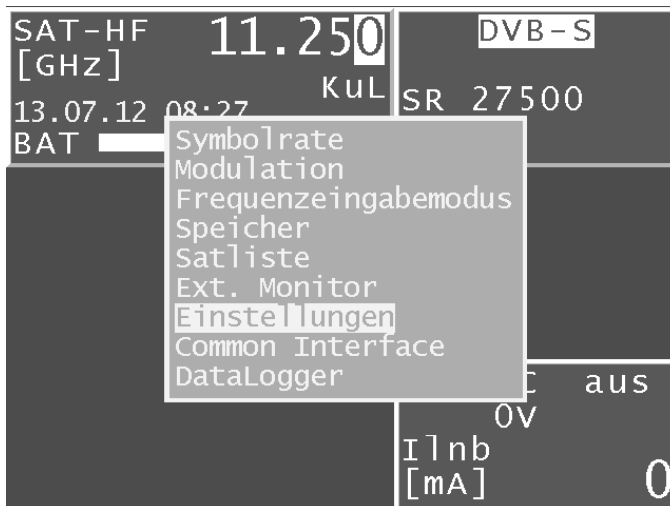 SAT-HF 11.250
[GHz]
KuL
13.07.12 08:27
BAT
DVB-S
SR 27500
Symbolrate
Modulation
Frequenzeingabemodus
Speicher
Satliste
Ext. Monitor
Einstellungen
Common Interface
DataLogger
aus
0V
Ilnb
[mA] 0